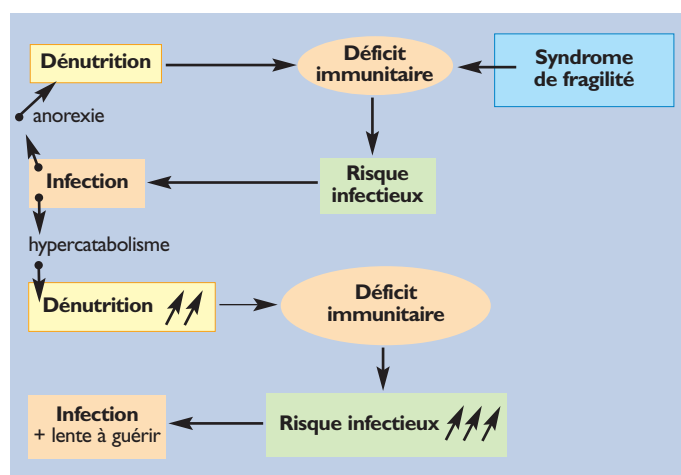 Dénutrition
Déficit
immunitaire
Syndrome
de fragilité
anorexie
Infection
Risque
infectieux
hypercatabolisme
Dénutrition
Déficit
immunitaire
Infection
+ lente à guérir
Risque infectieux